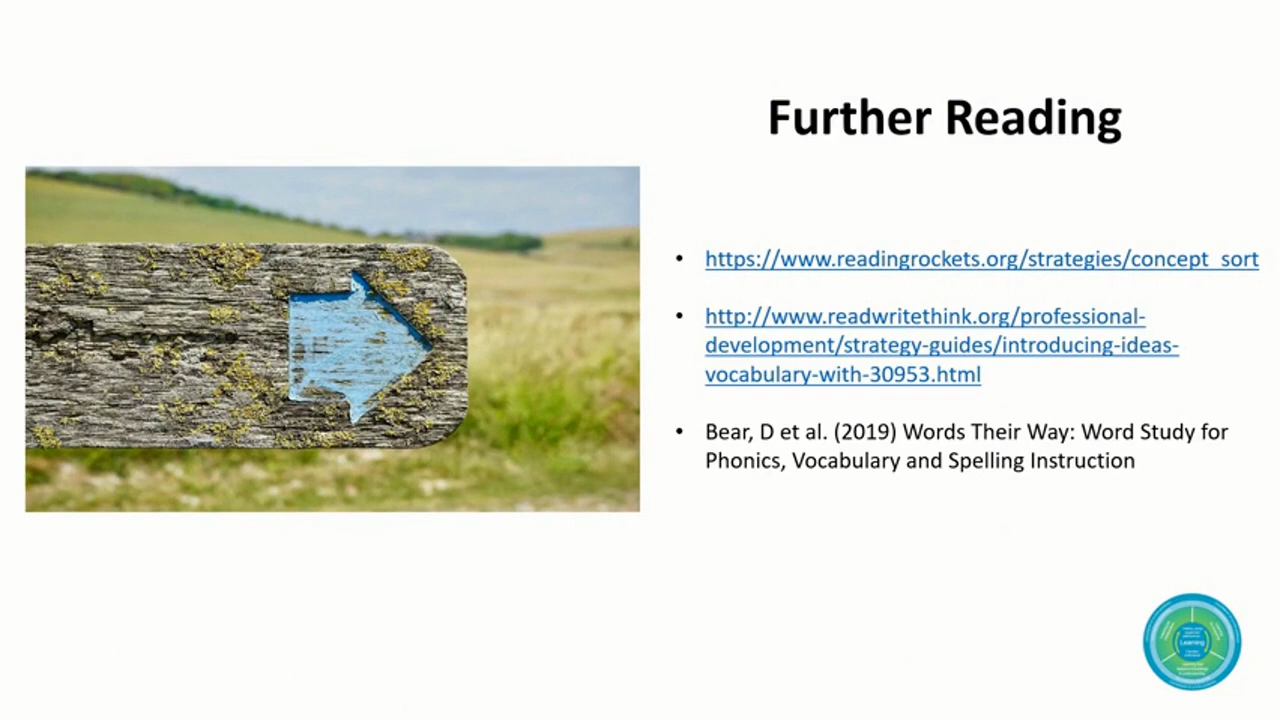 Further Reading
• https://www.readingrockets.org/strategies/concept_sort
• http://www.readwritethink.org/professional-
development/strategy-guides/introducing-ideas-
vocabulary-with-30953.html
• Bear, D et al. (2019) Words Their Way: Word Study for
Phonics, Vocabulary and Spelling Instruction
Learning